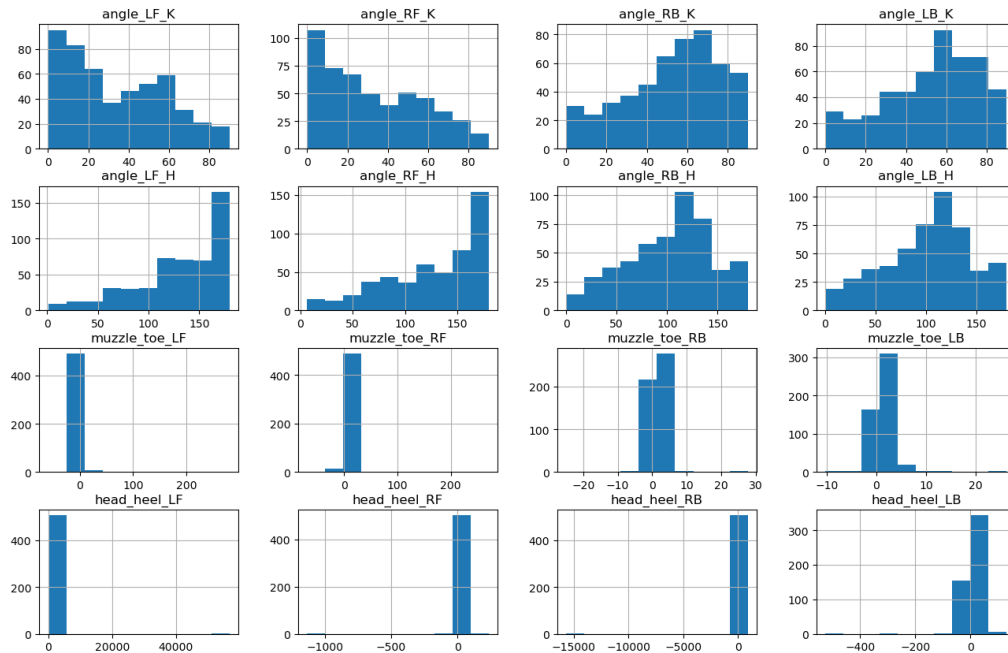 angle_LF_K angle_RF_K angle_RB_K angle_LB_K
80 100 80 80
60 75 60 60
40 50 40 40
20 25 20 20
0 0 0 0
0 20 40 60 80 0 20 40 60 80 0 20 40 60 80 0 20 40 60 80
angle_LF_H angle_RF_H angle_RB_H angle_LB_H
150 150 100 100
100 100 75 75
50 50 50 50
25 25
0 0 0 0
0 50 100 150 0 50 100 150 0 50 100 150 0 50 100 150
muzzle_toe_LF muzzle_toe_RF muzzle_toe_RB muzzle_toe_LB
400 400 200 300
200 200 100 200
100
0 0 0 0
0 100 200 0 100 200 -20 -10 0 10 20 30 -10 0 10 20
head_heel_LF head_heel_RF head_heel_RB head_heel_LB
400 400 400 300
200 200 200 200
100
0 0 0 0
0 20000 40000 -1000 -500 0 -15000 -10000 -5000 0 -400 -200 0